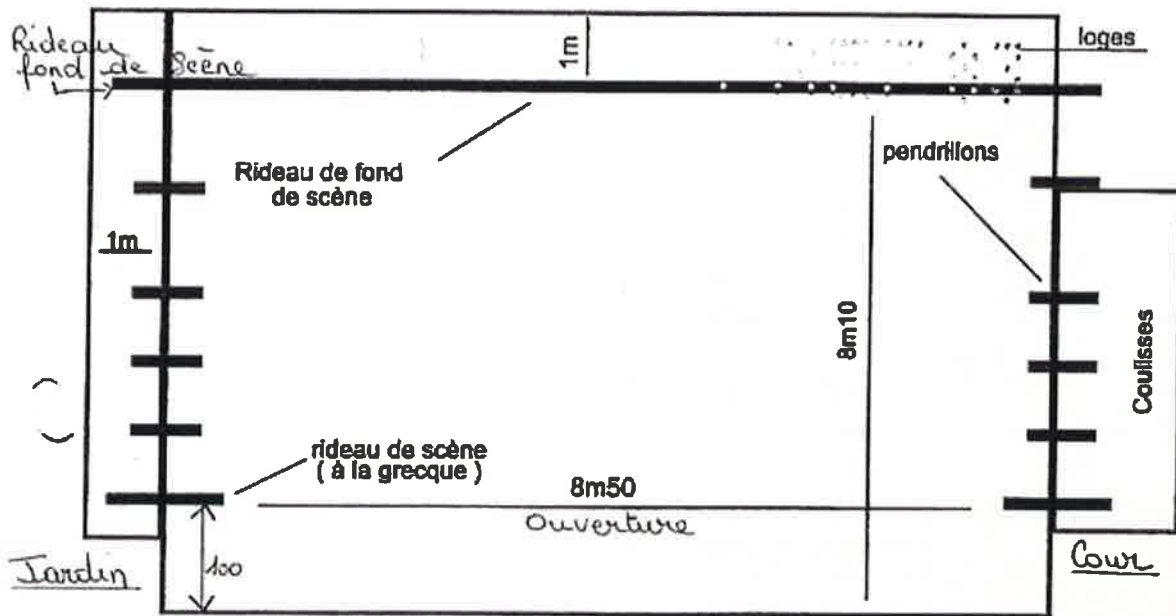 Rideau
fond de Scène
1m
loges
Rideau de fond
de scène
pendrillons
1m
8m10
Coulisses
rideau de scène
( à la grecque )
8m50
Ouverture
100
Jardin
Cour